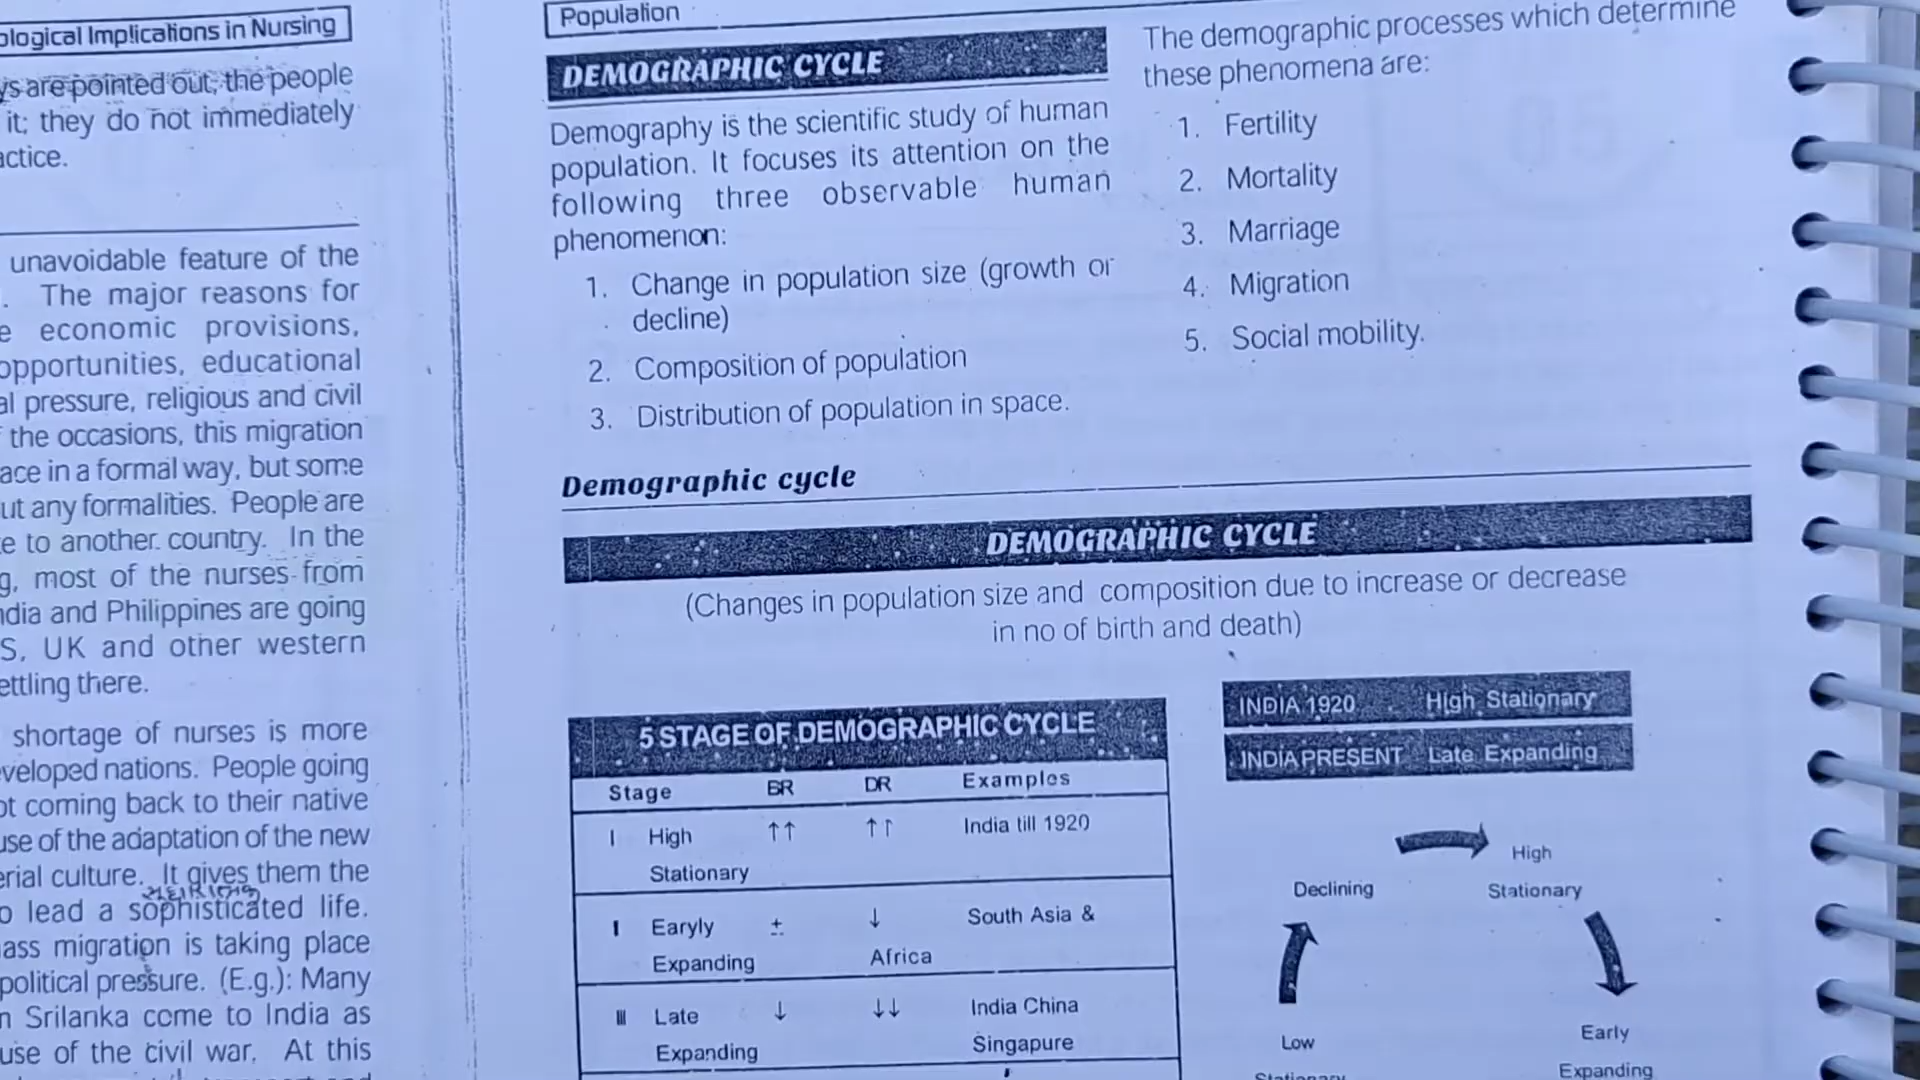 ological Implications in Nursing
ys are pointed out, the people
it; they do not immediately
actice.
unavoidable feature of the
. The major reasons for
e economic provisions,
opportunities, educational
al pressure, religious and civil
the occasions, this migration
ace in a formal way, but some
ut any formalities. People are
e to another country. In the
g, most of the nurses from
ndia and Philippines are going
S, UK and other western
ettling there.
shortage of nurses is more
eveloped nations. People going
ot coming back to their native
use of the adaptation of the new
erial culture. It gives them the
o lead a sophisticated life.
ass migration is taking place
political pressure. (E.g.): Many
n Srilanka come to India as
use of the civil war. At this
Population
DEMOGRAPHIC CYCLE
Demography is the scientific study of human
population. It focuses its attention on the
following three observable human
phenomenon:
1. Change in population size (growth or
decline)
2. Composition of population
3. Distribution of population in space.
The demographic processes which determine
these phenomena are:
1. Fertility
2. Mortality
3. Marriage
4. Migration
5. Social mobility.
Demographic cycle
DEMOGRAPHIC CYCLE
(Changes in population size and composition due to increase or decrease
in no of birth and death)
5 STAGE OF DEMOGRAPHIC CYCLE
Stage BR DR Examples
I High ↑↑ ↑↑ India till 1920
Stationary
I Earyly ± ↓ South Asia &
Expanding Africa
III Late ↓ ↓↓ India China
Expanding Singapure
INDIA 1920 High Stationary
INDIA PRESENT Late Expanding
High
Stationary
Declining
Early
Expanding
Low
Stationary